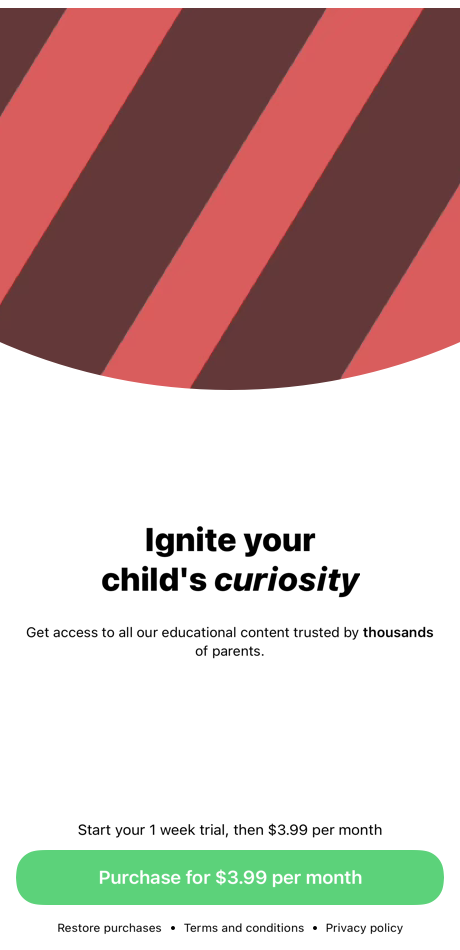 Ignite your
child's curiosity
Get access to all our educational content trusted by thousands
of parents.
Start your 1 week trial, then $3.99 per month
Purchase for $3.99 per month
Restore purchases • Terms and conditions • Privacy policy